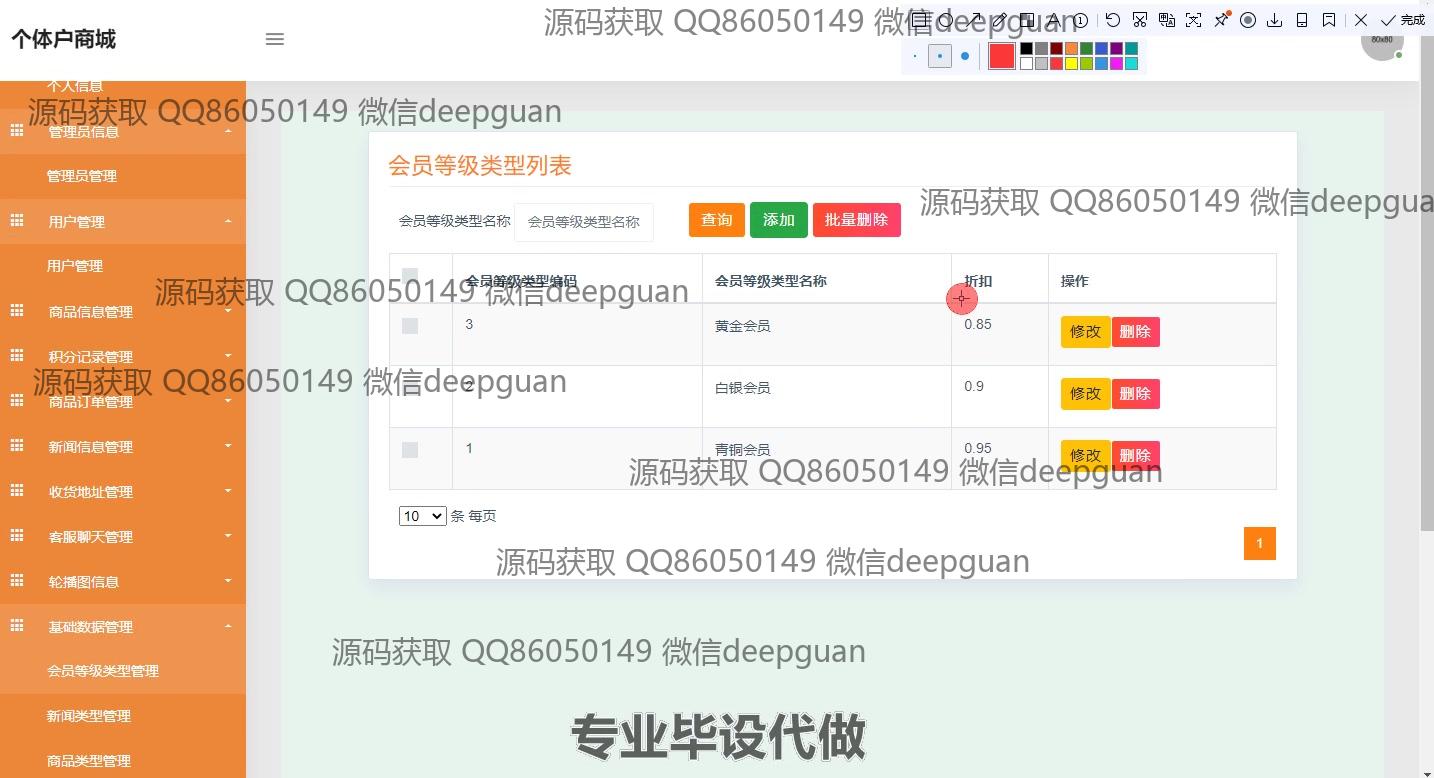 源码获取 QQ86050149 微信deepguan
完成
个体户商城
80x80
个人信息
源码获取 QQ86050149 微信deepguan
管理员信息
管理员管理
用户管理
用户管理
商品信息管理
积分记录管理
商品订单管理
新闻信息管理
收货地址管理
客服聊天管理
轮播图信息
基础数据管理
会员等级类型管理
新闻类型管理
商品类型管理
会员等级类型列表
源码获取 QQ86050149 微信deepgua
会员等级类型名称 会员等级类型名称 查询 添加 批量删除
会员等级类型编码 会员等级类型名称 折扣 操作
源码获取 QQ86050149 微信deepguan
3 黄金会员 0.85 修改 删除
源码获取 QQ86050149 微信deepguan
2 白银会员 0.9 修改 删除
1 青铜会员 0.95 修改 删除
源码获取 QQ86050149 微信deepguan
10 条 每页
1
源码获取 QQ86050149 微信deepguan
源码获取 QQ86050149 微信deepguan
专业毕设代做